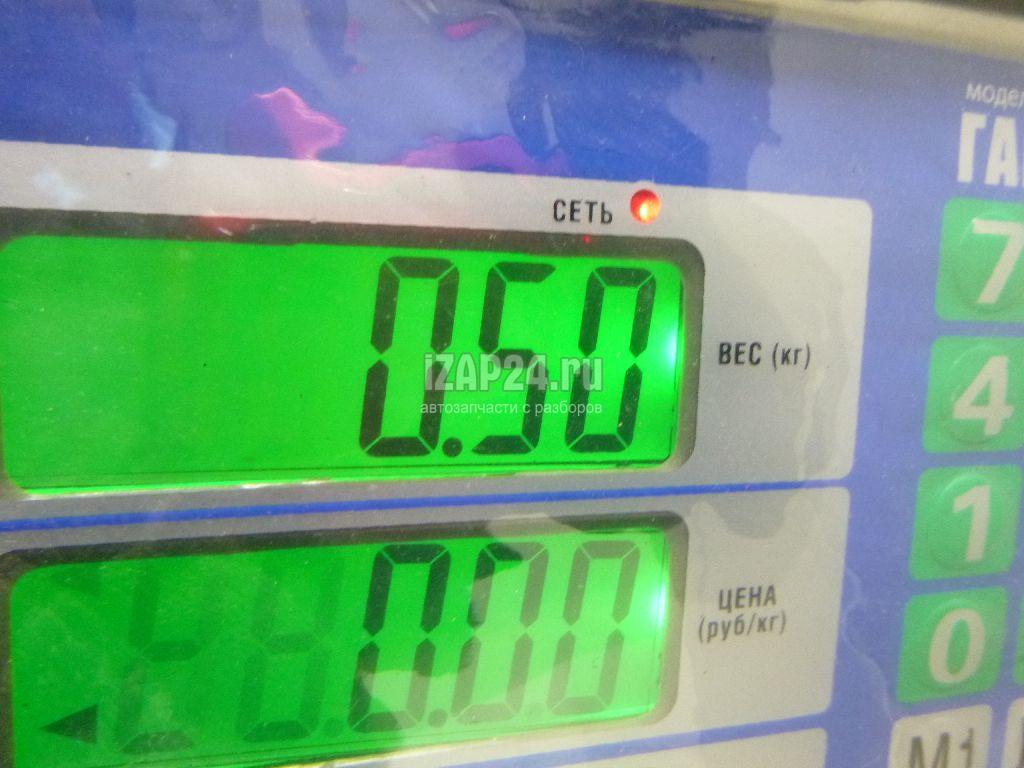 модел
ГА
СЕТЬ
7
0.50
ВЕС (кг)
iZAP24.ru
автозапчасти с разборов
4
1
0.00
ЦЕНА
(руб/кг)
0
М1